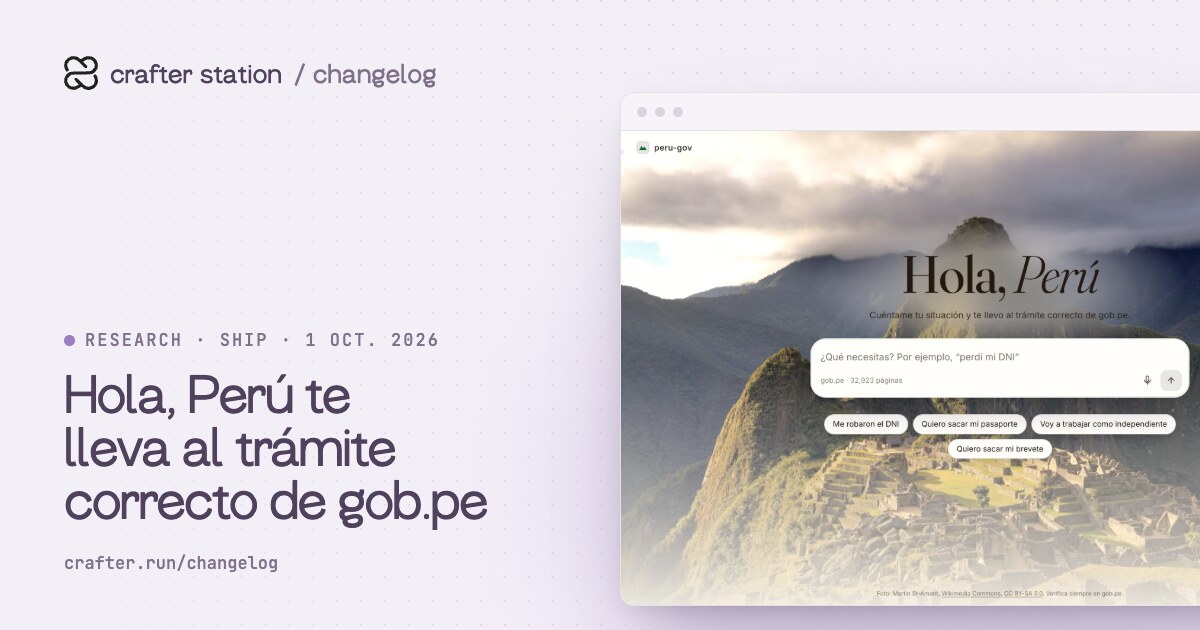 crafter station / changelog
RESEARCH · SHIP · 1 OCT. 2026
Hola, Perú te
lleva al trámite
correcto de gob.pe
crafter.run/changelog
peru-gov
Hola, Perú
Cuéntame tu situación y te llevo al trámite correcto de gob.pe.
¿Qué necesitas? Por ejemplo, “perdí mi DNI”
gob.pe · 32,923 páginas
Me robaron el DNI
Quiero sacar mi pasaporte
Voy a trabajar como independiente
Quiero sacar mi brevete
Foto: Martin St-Amant, Wikimedia Commons, CC BY-SA 3.0. Verifica siempre en gob.pe.